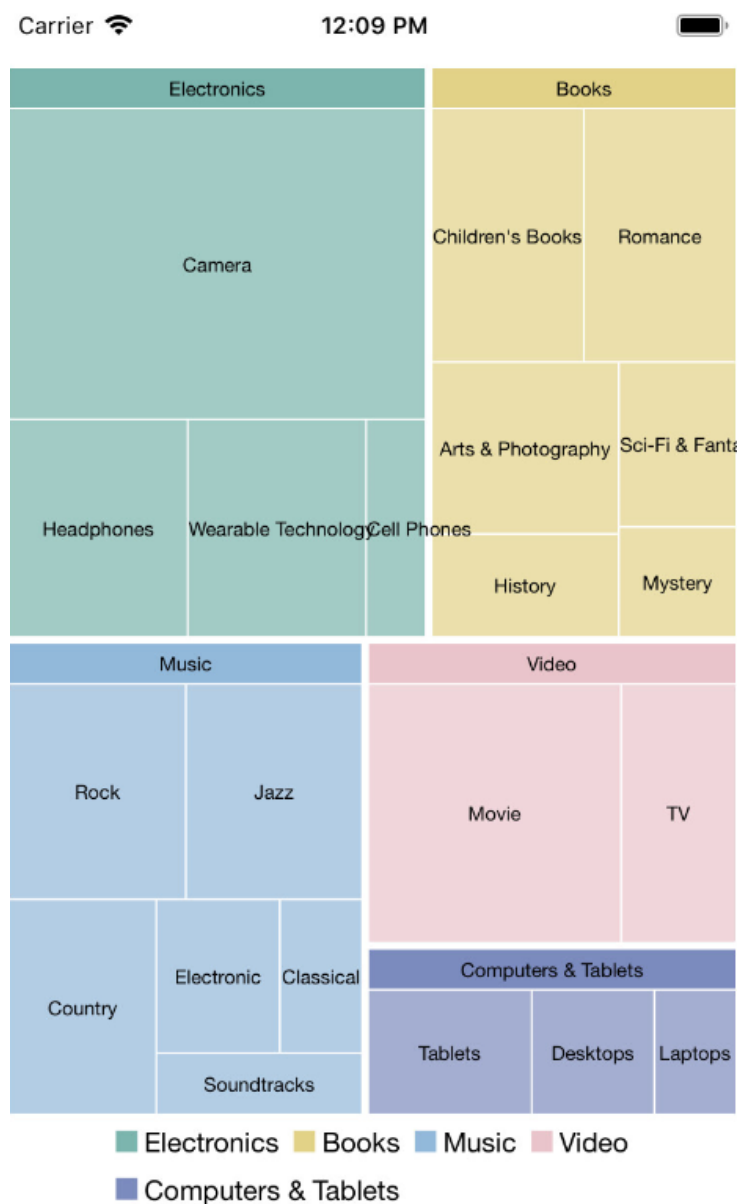 Carrier 12:09 PM
Electronics
Books
Camera
Children's Books
Romance
Arts & Photography
Sci-Fi & Fanta
Headphones
Wearable Technology
Cell Phones
History
Mystery
Music
Video
Rock
Jazz
Movie
TV
Country
Electronic
Classical
Soundtracks
Computers & Tablets
Tablets
Desktops
Laptops
Electronics Books Music Video
Computers & Tablets